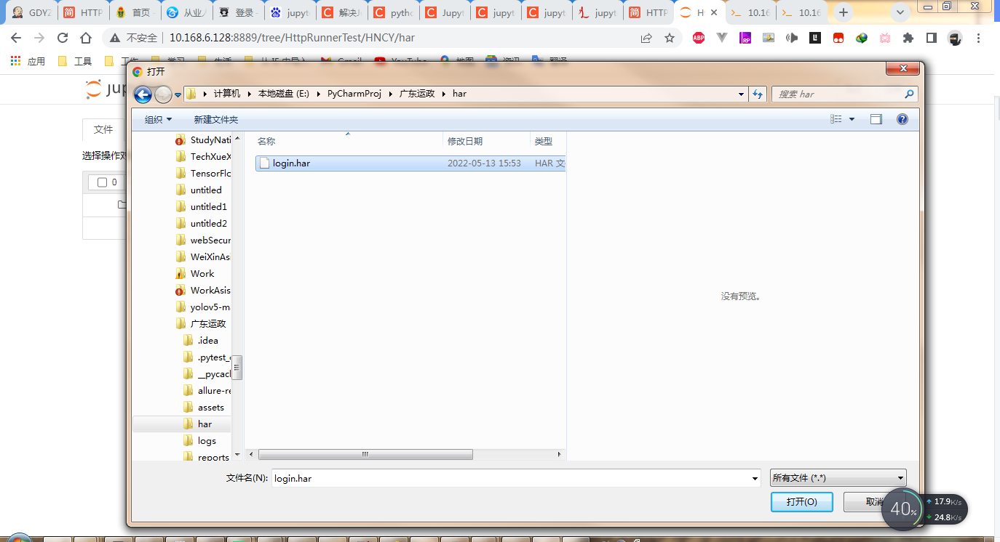 GDYZ HTTP 首页 从业 登录 jupyt 解决J pytho Jupyt jupyt jupyt jupyt HTTP H 10.16 10.16
不安全 10.168.6.128:8889/tree/HttpRunnerTest/HNCY/har
应用 工具 工作 学习 生活 Gmail YouTube 地图 资讯 翻译
打开
jup
计算机 本地磁盘 (E:) PyCharmProj 广东运政 har
搜索 har
组织 新建文件夹
文件
选择操作对
0
StudyNati
TechXueX
TensorFlo
untitled
untitled1
untitled2
webSecur
WeiXinAsi
Work
WorkAsis
yolov5-ma
广东运政
.idea
.pytest_c
__pycacl
allure-re
assets
har
logs
reports
名称 修改日期 类型
login.har 2022-05-13 15:53 HAR 文
没有预览。
文件名(N): login.har
所有文件 (*.*)
打开(O) 取消
40% 17.9K/s
24.8K/s